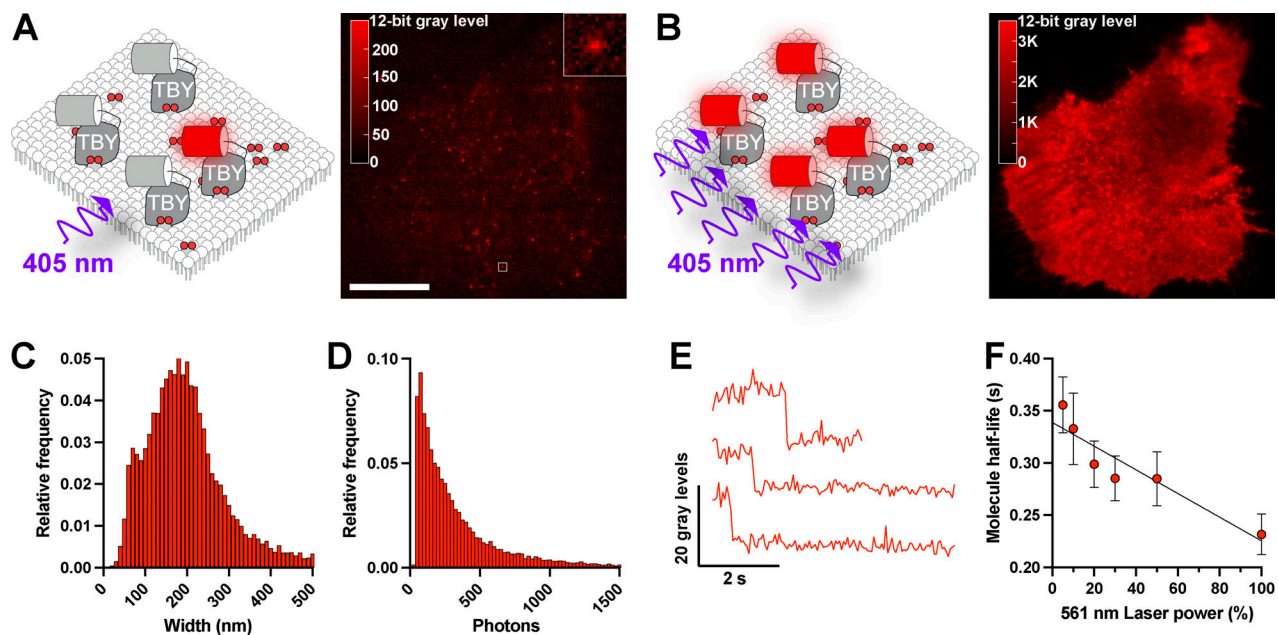 A
TBY
TBY
TBY
TBY
405 nm
12-bit gray level
200
150
100
50
0
B
TBY
TBY
TBY
TBY
405 nm
12-bit gray level
3K
2K
1K
0
C
Relative frequency
0.05
0.04
0.03
0.02
0.01
0.00
0
100
200
300
400
500
Width (nm)
D
Relative frequency
0.10
0.05
0.00
0
500
1000
1500
Photons
E
20 gray levels
2 s
F
Molecule half-life (s)
0.40
0.35
0.30
0.25
0.20
0
20
40
60
80
100
561 nm Laser power (%)